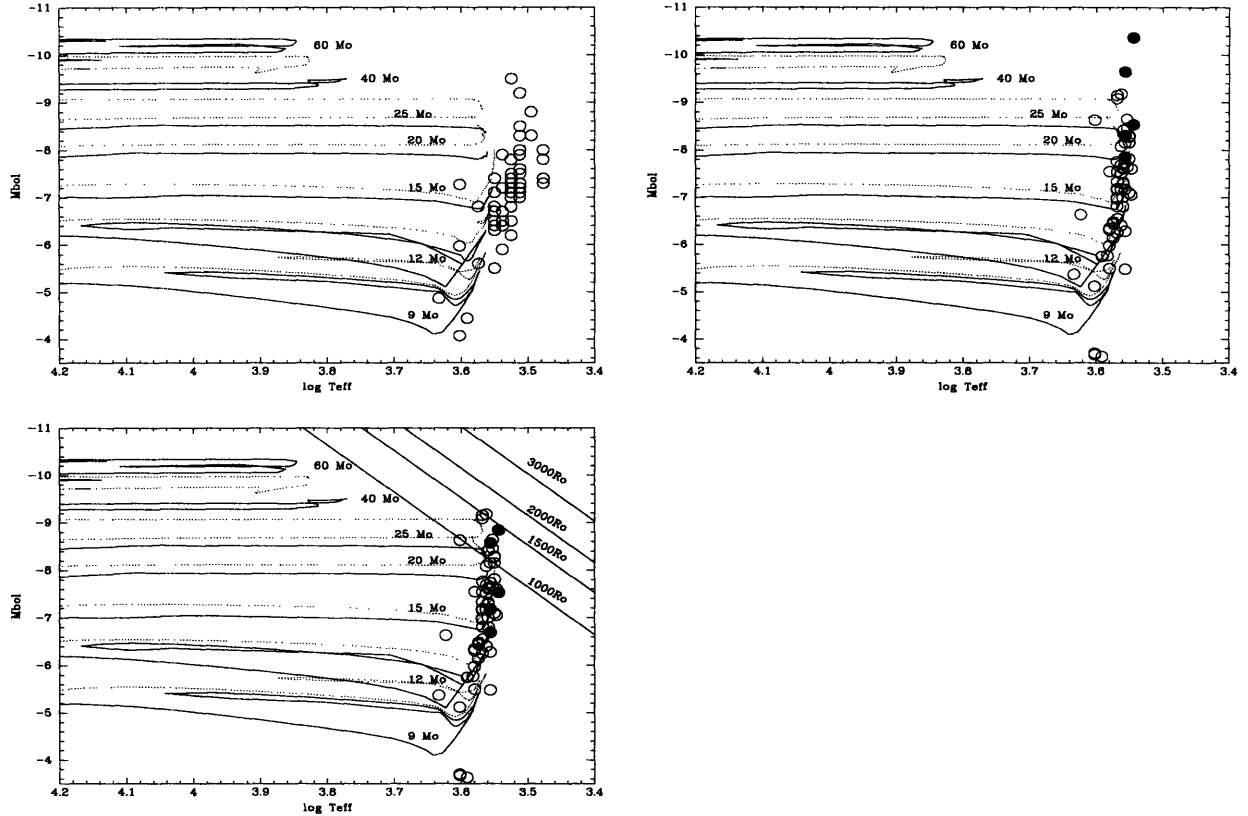 -11
-10
-9
-8
-7
-6
-5
-4
Mbol
60 Mo
40 Mo
25 Mo
20 Mo
15 Mo
12 Mo
9 Mo
4.2 4.1 4 3.9 3.8 3.7 3.6 3.5 3.4
log Teff
-11
-10
-9
-8
-7
-6
-5
-4
Mbol
60 Mo
40 Mo
25 Mo
20 Mo
15 Mo
12 Mo
9 Mo
4.2 4.1 4 3.9 3.8 3.7 3.6 3.5 3.4
log Teff
-11
-10
-9
-8
-7
-6
-5
-4
Mbol
60 Mo
40 Mo
25 Mo
20 Mo
15 Mo
12 Mo
9 Mo
3000Ro
2000Ro
1500Ro
1000Ro
4.2 4.1 4 3.9 3.8 3.7 3.6 3.5 3.4
log Teff